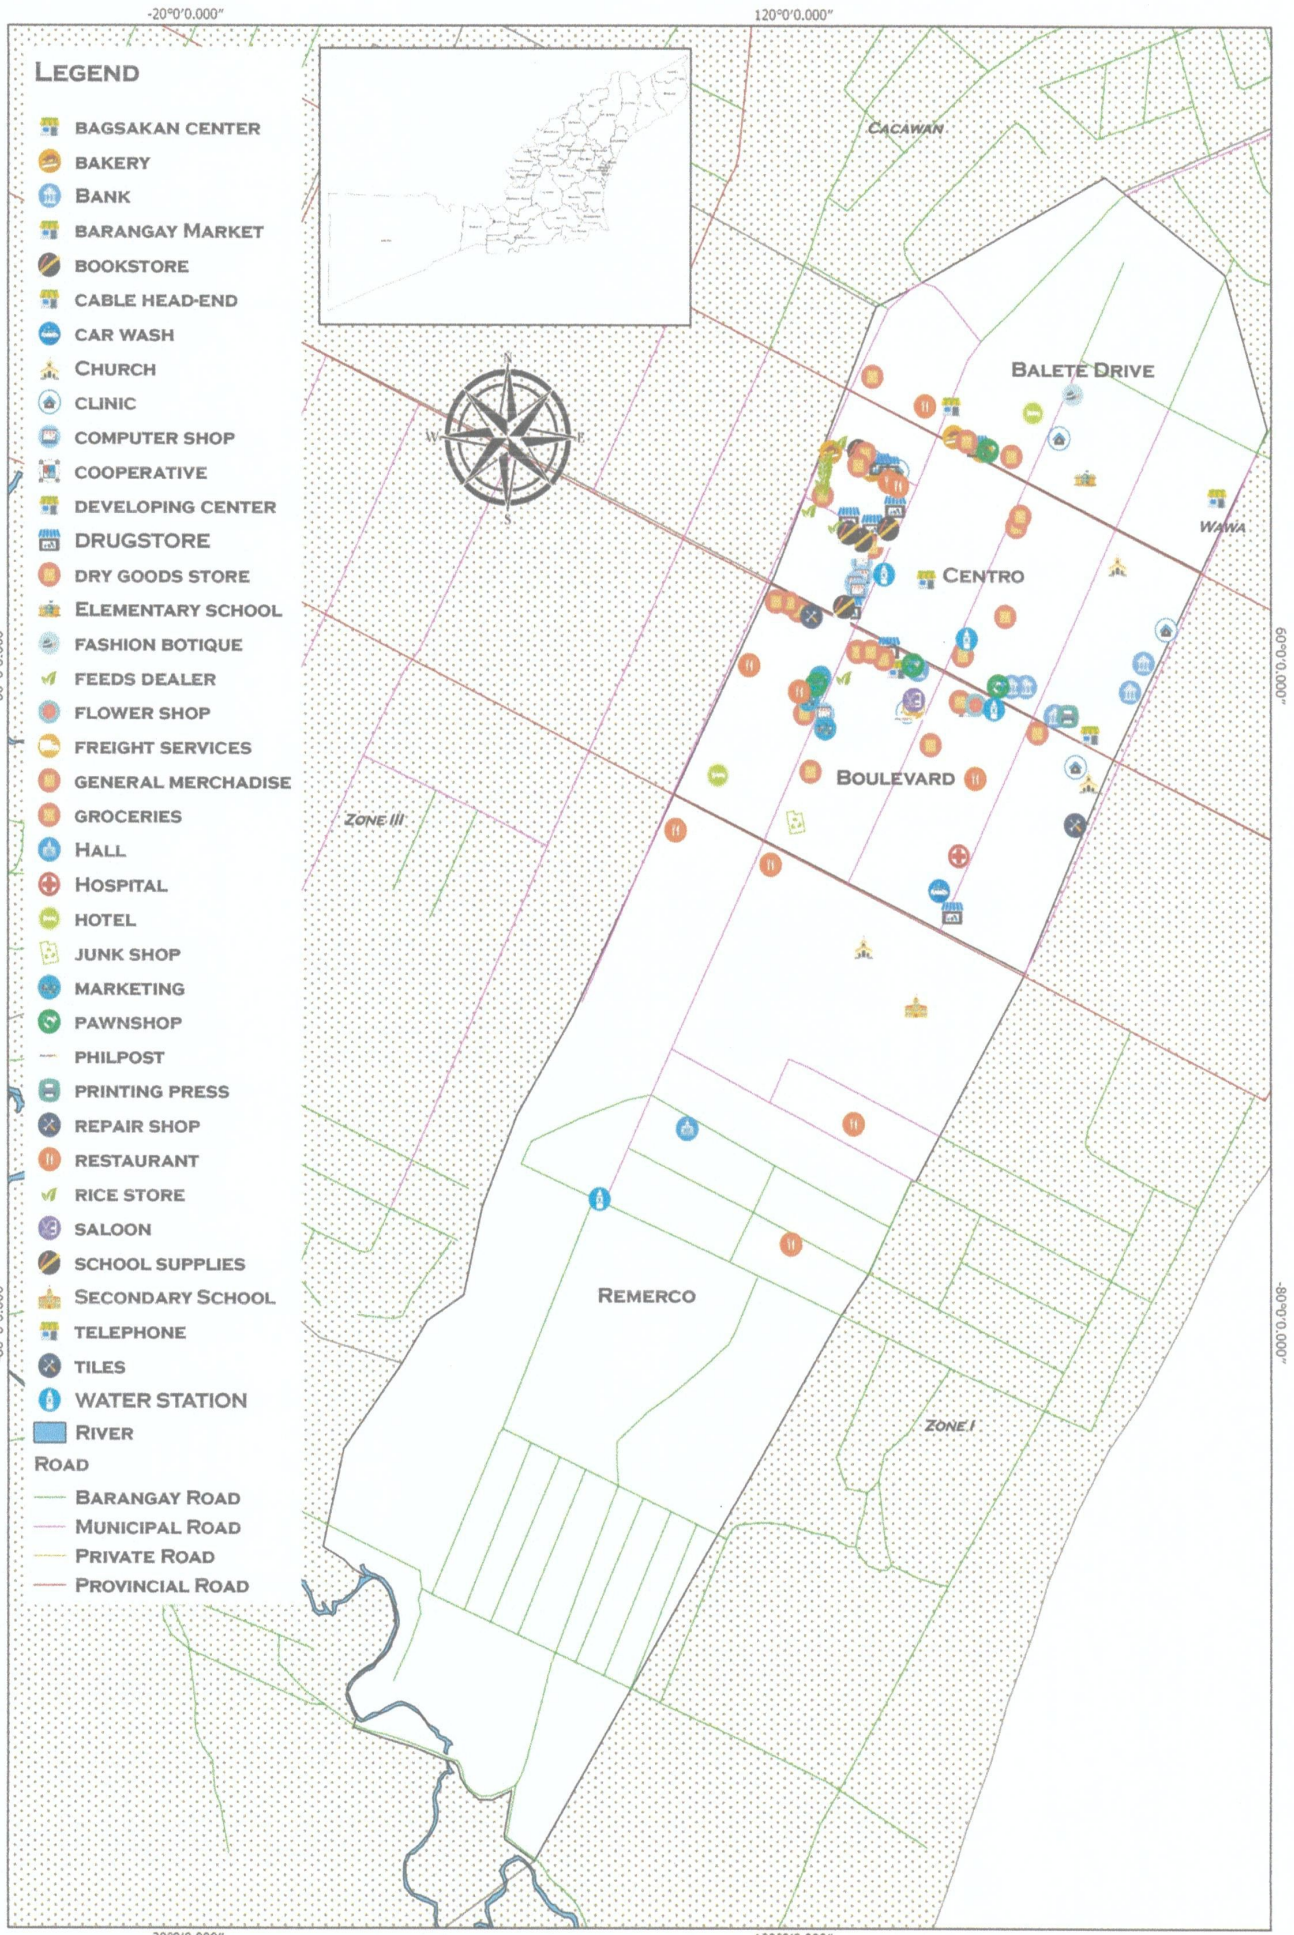 -20°0'0.000"
120°0'0.000"
LEGEND
BAGSAKAN CENTER
BAKERY
BANK
BARANGAY MARKET
BOOKSTORE
CABLE HEAD-END
CAR WASH
CHURCH
CLINIC
COMPUTER SHOP
COOPERATIVE
DEVELOPING CENTER
DRUGSTORE
DRY GOODS STORE
ELEMENTARY SCHOOL
FASHION BOTIQUE
FEEDS DEALER
FLOWER SHOP
FREIGHT SERVICES
GENERAL MERCHADISE
GROCERIES
HALL
HOSPITAL
HOTEL
JUNK SHOP
MARKETING
PAWNSHOP
PHILPOST
PRINTING PRESS
REPAIR SHOP
RESTAURANT
RICE STORE
SALOON
SCHOOL SUPPLIES
SECONDARY SCHOOL
TELEPHONE
TILES
WATER STATION
RIVER
ROAD
BARANGAY ROAD
MUNICIPAL ROAD
PRIVATE ROAD
PROVINCIAL ROAD
N
W
E
S
CACAWAN
BALETE DRIVE
WAWA
CENTRO
BOULEVARD
ZONE III
REMERCO
ZONE I
60°0'0.000"
-80°0'0.000"